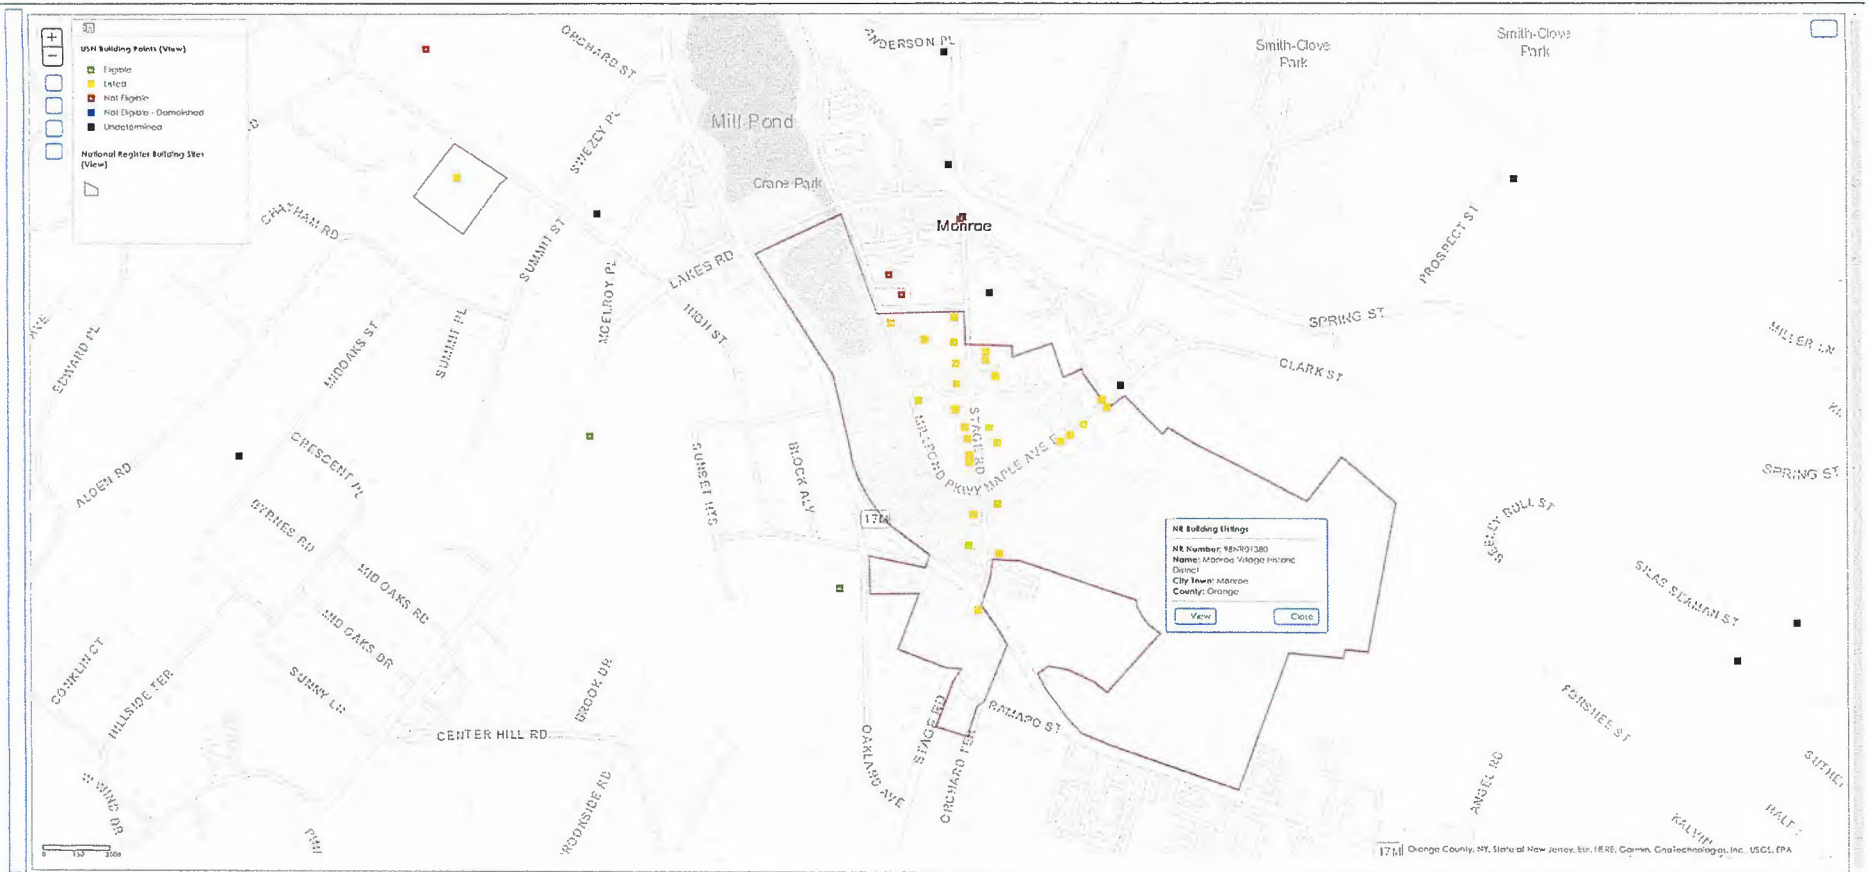 USN Building Points (View)
Eligible
Listed
Not Eligible
Not Eligible - Demolished
Undetermined
National Register Building Sites
(View)
+
−
ORCHARD ST
ANDERSON PL
Smith-Clove
Park
Smith-Clove
Park
Mill Pond
SWEZEY PL
Crane Park
CHATHAM RD
SUMMIT ST
Monroe
PROSPECT ST
LAKES RD
MCELROY PL
HIGH ST
SPRING ST
MILLER LN
AVE
EDWARD PL
MIDOAKS ST
SUMMIT PL
CLARK ST
STAGE RD
MILLPOND PKWY
MAPLE AVE E
CRESCENT PL
SUNSET HTS
BLOCK ALY
ALDEN RD
SPRING ST
BYRNES RD
17M
SEELEY BULL ST
NR Building Listings
NR Number: 98NR01380
Name: Monroe Village Historic
District
City Town: Monroe
County: Orange
View
Close
MID OAKS RD
SILAS SEAMAN ST
MID OAKS DR
CONKLIN CT
HILLSIDE TER
SUNNY LN
BROOK DR
STAGE RD
RAMAPO ST
FORSHEE ST
CENTER HILL RD
OAKLAND AVE
ORCHARD TER
ANGEL RD
WIND DR
BROOKSIDE RD
KALVIN
17M
Orange County, NY, State of New Jersey, Esri, HERE, Garmin, GeoTechnologies, Inc., USGS, EPA